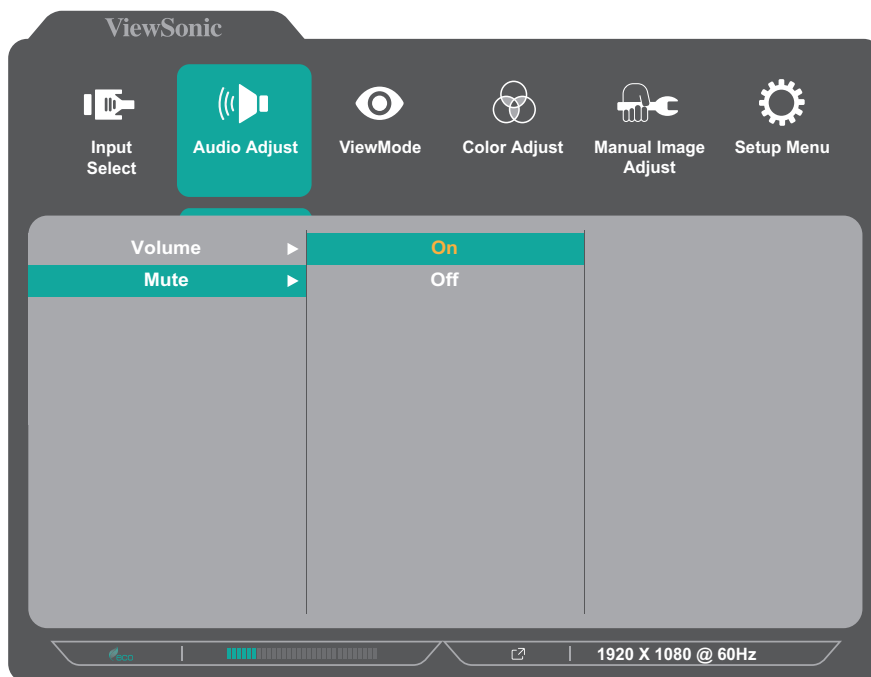 ViewSonic
Input
Select
Audio Adjust
ViewMode
Color Adjust
Manual Image
Adjust
Setup Menu
Volume
On
Mute
Off
eco
1920 X 1080 @ 60Hz